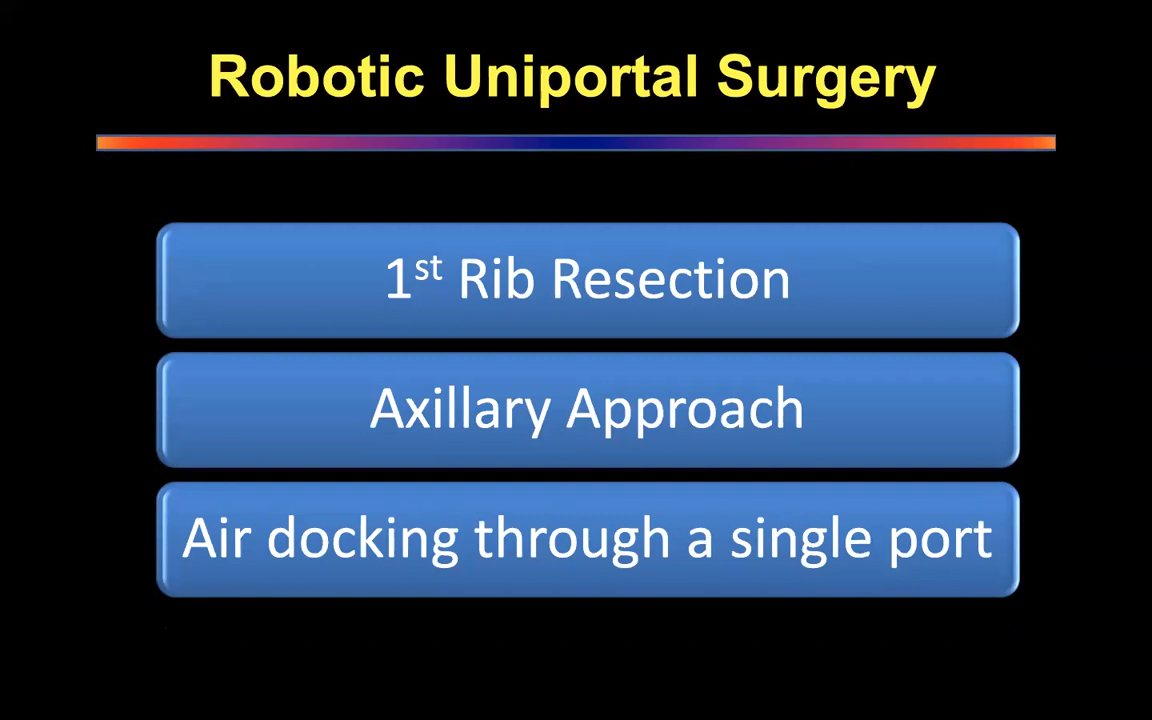 Robotic Uniportal Surgery
1st Rib Resection
Axillary Approach
Air docking through a single port